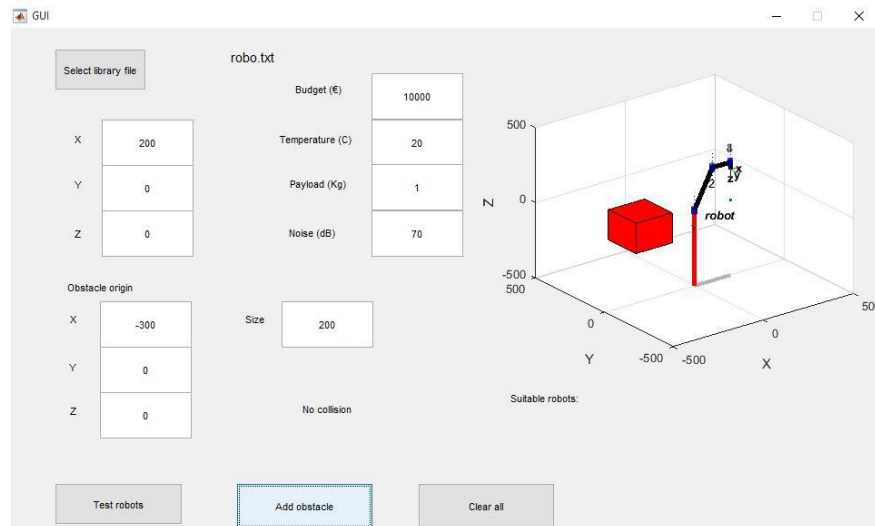 GUI
Select library file
robo.txt
Budget (€)
10000
X
200
Temperature (C)
20
Y
0
Payload (Kg)
1
Z
0
Noise (dB)
70
Obstacle origin
X
-300
Size
200
Y
0
Z
0
No collision
Suitable robots:
Test robots
Add obstacle
Clear all
500
0
-500
Z
500
0
-500
Y
-500
0
50
X
robot
2
z
y
x